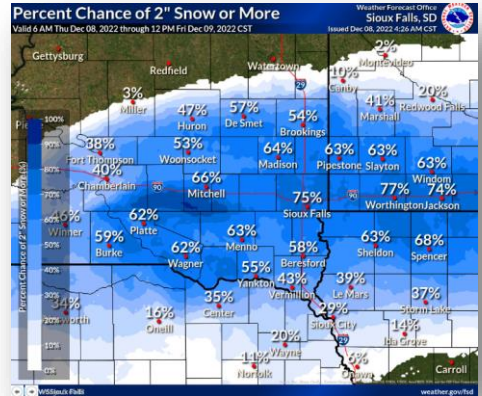 Percent Chance of 2" Snow or More
Valid 6 AM Thu Dec 08, 2022 through 12 PM Fri Dec 09, 2022 CST
Weather Forecast Office
Sioux Falls, SD
Issued Dec 08, 2022 4:26 AM CST
Gettysburg
Redfield
Watertown
2%
Montevideo
10%
Canby
29
3%
Miller
47%
Huron
57%
De Smet
54%
Brookings
41%
Marshall
20%
Redwood Falls
38%
Fort Thompson
53%
Woonsocket
64%
Madison
63%
Pipestone
63%
Slayton
63%
Windom
40%
Chamberlain
90
66%
Mitchell
90
77%
Worthington
74%
Jackson
75%
Sioux Falls
Winner
62%
Platte
59%
Burke
62%
Wagner
63%
Menno
58%
Beresford
63%
Sheldon
68%
Spencer
55%
Yankton
43%
Vermillion
39%
Le Mars
37%
Storm Lake
34%
16%
Oneill
35%
Center
29%
Sioux City
29
14%
Ida Grove
20%
Wayne
11%
Norfolk
6%
Onawa
Carroll
Percent Chance of 2" Snow or More (%)
100%
90%
80%
70%
60%
50%
40%
30%
20%
10%
0%
weather.gov/fsd